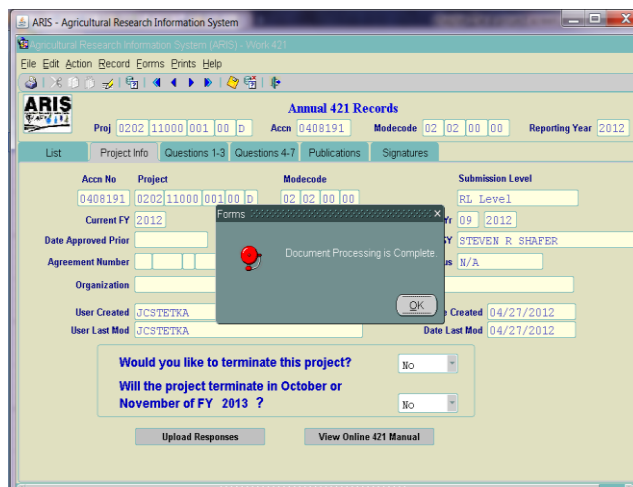 ARIS - Agricultural Research Information System
Agricultural Research Information System (ARIS) - Work 421
File Edit Action Record Forms Prints Help
ARIS
Annual 421 Records
Proj 0202 11000 001 00 D Accn 0408191 Modecode 02 02 00 00 Reporting Year 2012
List Project Info Questions 1-3 Questions 4-7 Publications Signatures
Accn No Project Modecode Submission Level
0408191 0202 11000 001 00 D 02 02 00 00 RL Level
Current FY 2012 09 2012
Date Approved Prior STEVEN R SHAFER
Agreement Number N/A
Organization
User Created JCSTETKA Created 04/27/2012
User Last Mod JCSTETKA Date Last Mod 04/27/2012
Forms
Document Processing is Complete.
OK
Would you like to terminate this project? No
Will the project terminate in October or
November of FY 2013 ? No
Upload Responses View Online 421 Manual